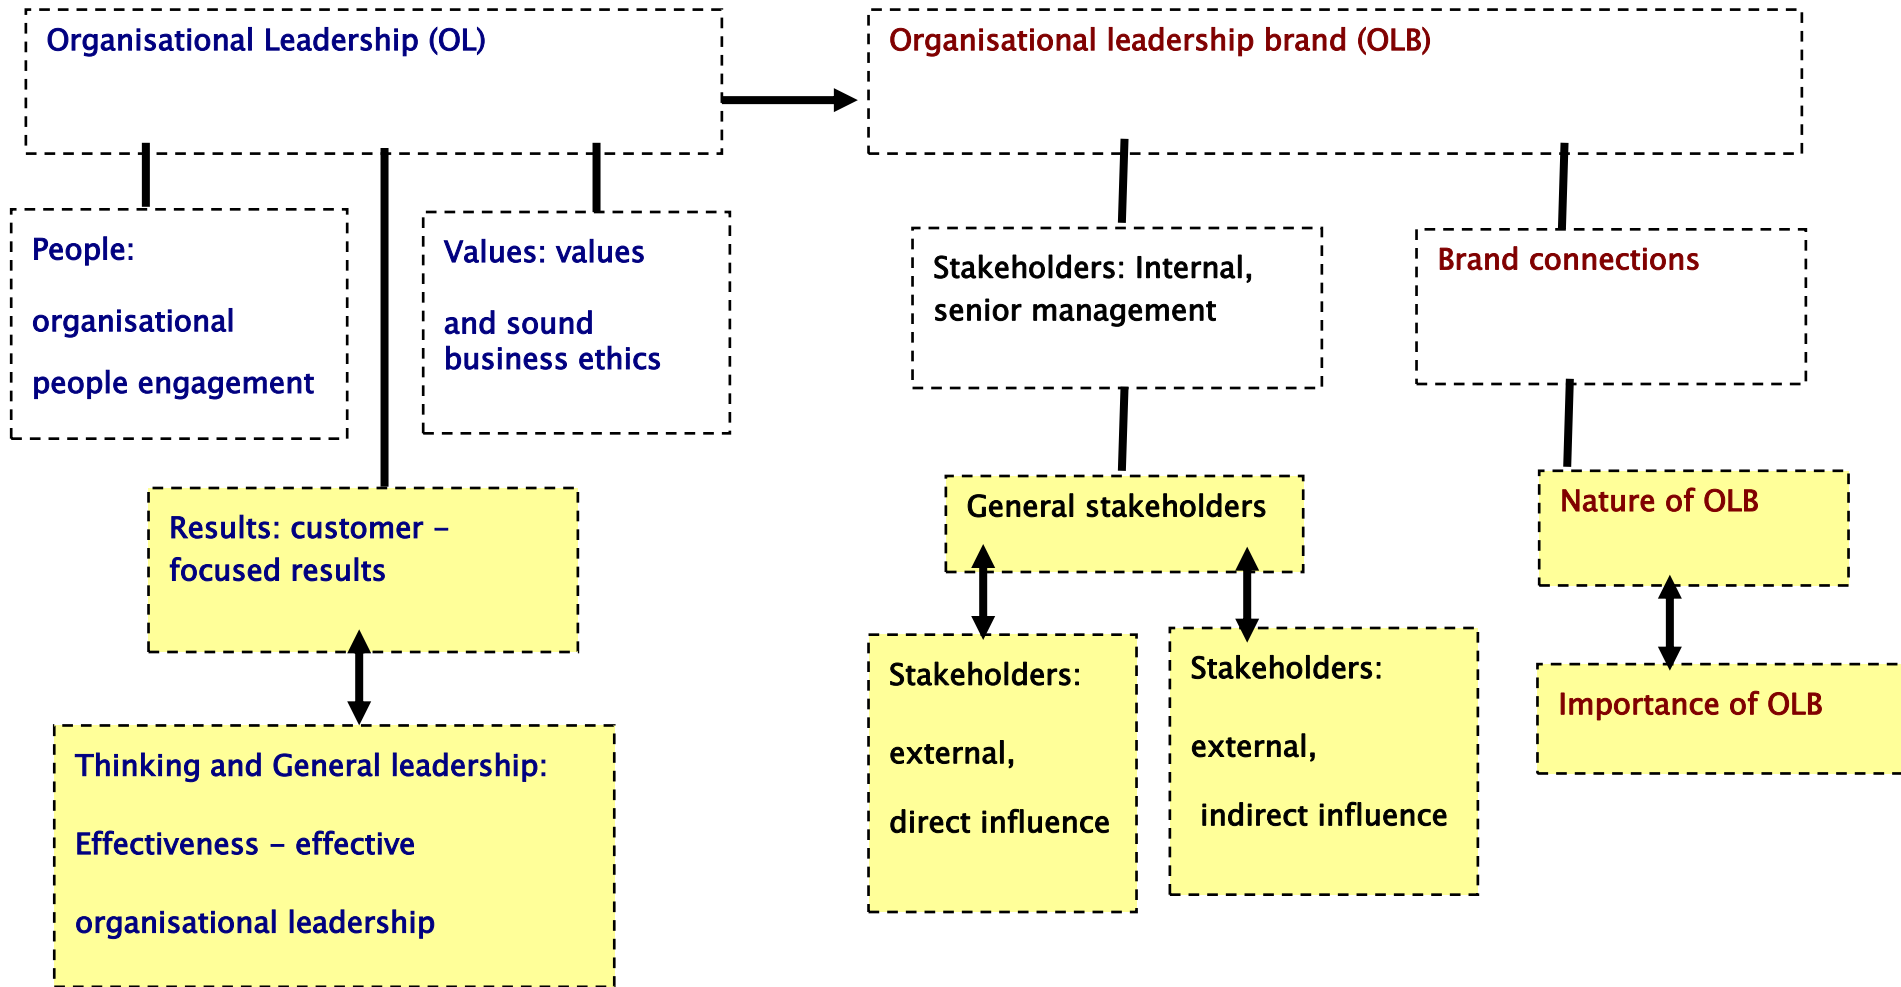 Organisational Leadership (OL)
Organisational leadership brand (OLB)
People:
organisational
people engagement
Values: values
and sound
business ethics
Stakeholders: Internal,
senior management
Brand connections
Results: customer –
focused results
General stakeholders
Nature of OLB
Thinking and General leadership:
Effectiveness – effective
organisational leadership
Stakeholders:
external,
direct influence
Stakeholders:
external,
indirect influence
Importance of OLB